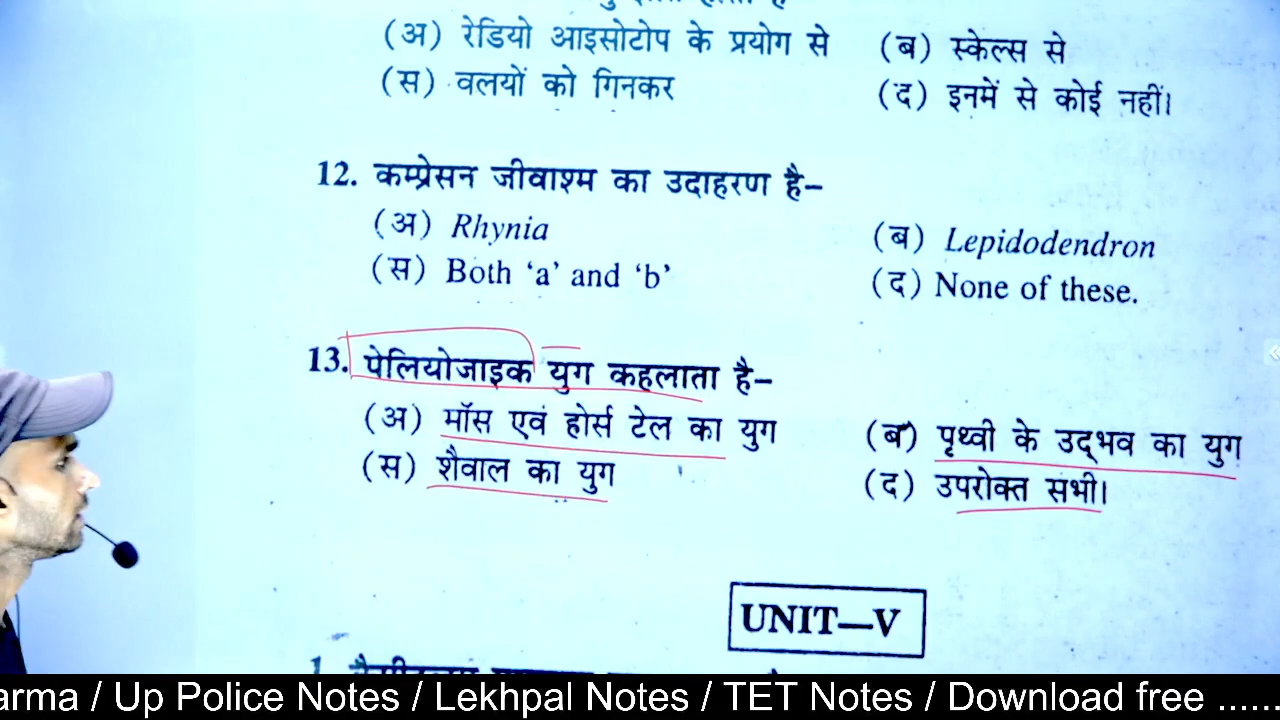 (अ) रेडियो आइसोटोप के प्रयोग से (ब) स्केल्स से
(स) वलयों को गिनकर (द) इनमें से कोई नहीं।
12. कम्प्रेसन जीवाश्म का उदाहरण है–
(अ) Rhynia (ब) Lepidodendron
(स) Both ‘a’ and ‘b’ (द) None of these.
13. पेलियोजाइक युग कहलाता है–
(अ) मॉस एवं होर्स टेल का युग (ब) पृथ्वी के उद्भव का युग
(स) शैवाल का युग (द) उपरोक्त सभी।
UNIT—V
1.
arma / Up Police Notes / Lekhpal Notes / TET Notes / Download free ......